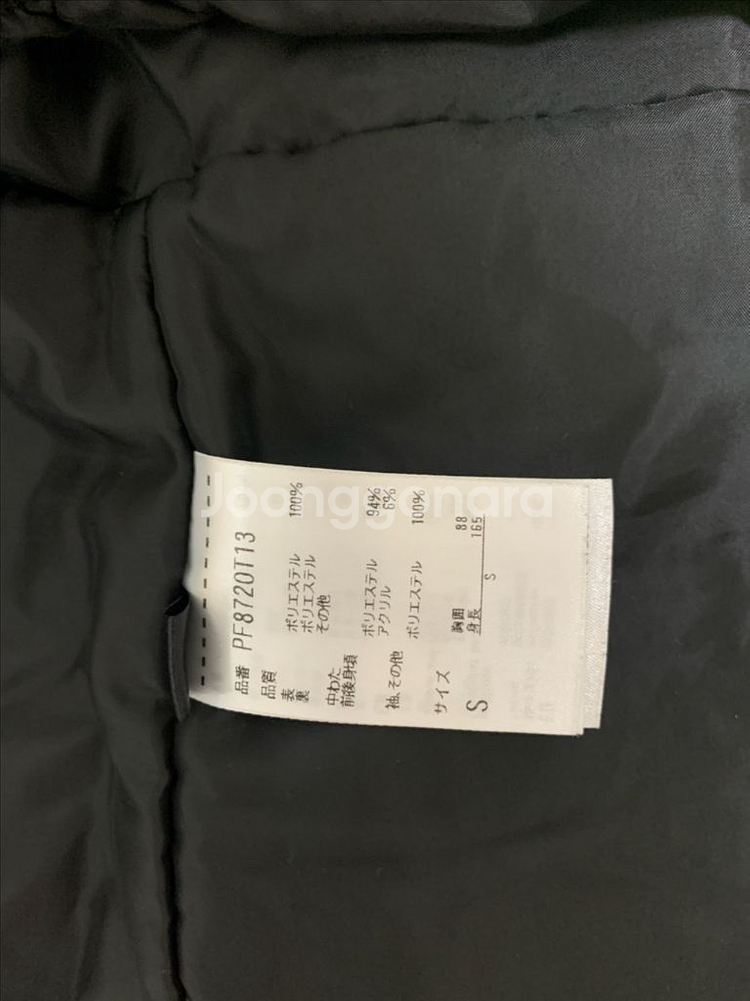 Joonggonara
品番 PF8720T13
品質
表 ポリエステル 100%
裏 ポリエステル
その他
中わた
前後身頃 ポリエステル 94%
アクリル 6%
袖、その他 ポリエステル 100%
サイズ
胸囲 88
S 身長 S 165